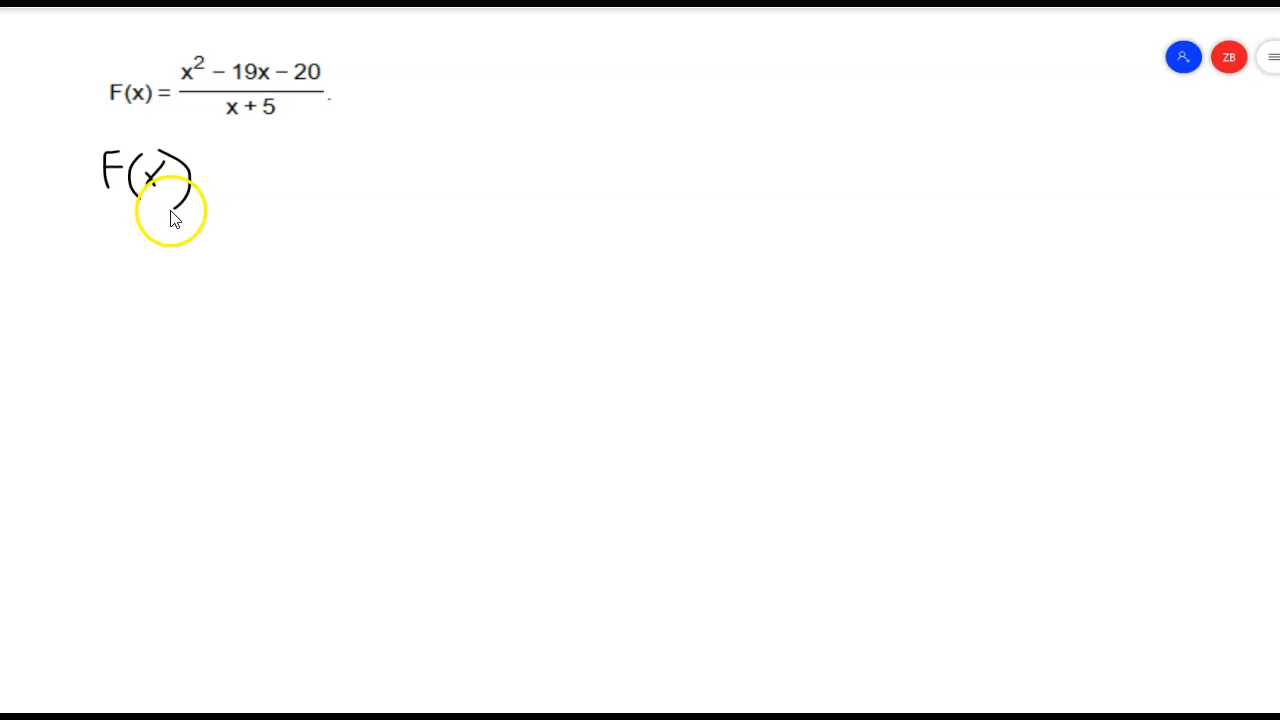 ZB
F(x) = x² − 19x − 20 / x + 5 .
F(x)